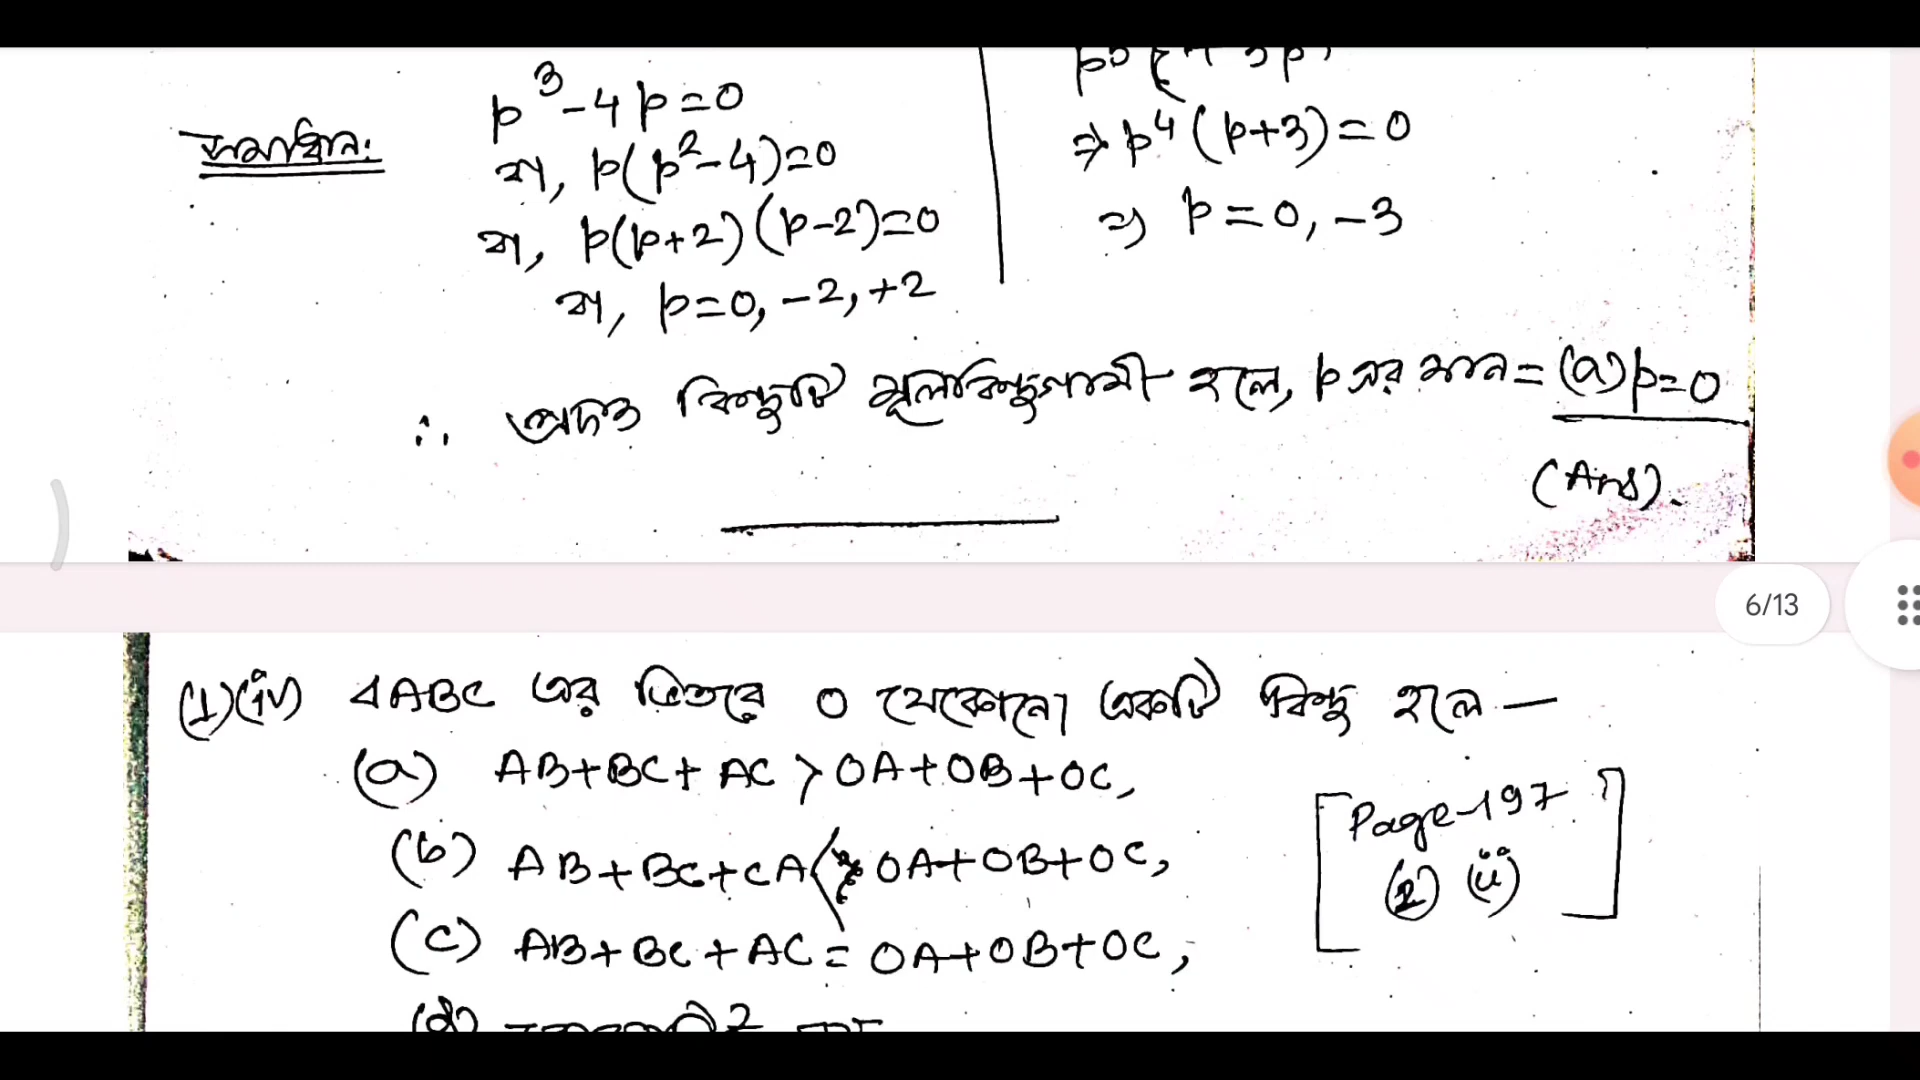 p³-4p=0
সমাধান:
বা, p(p²-4)=0
বা, p(p+2)(p-2)=0
বা, p=0, -2, +2
⇒ p⁴(p+3)=0
⇒ p=0, -3
∴ প্রদত্ত বিন্দুটি মূলবিন্দুগামী হলে, p এর মান = (a) p=0
(Ans).
6/13
(1)(iv) ∆ABC এর ভিতরে O যেকোনো একটি বিন্দু হলে —
(a) AB+BC+AC > OA+OB+OC,
(b) AB+BC+CA < OA+OB+OC,
(c) AB+BC+AC = OA+OB+OC,
[Page-197
(ii)]
(d)